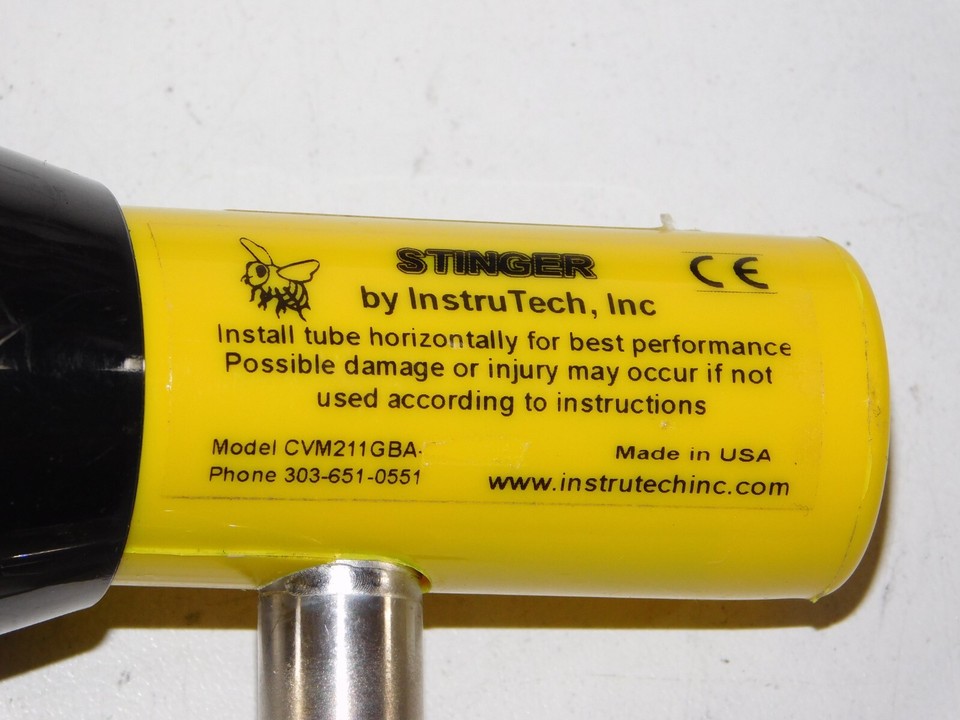 STINGER
CE
by InstruTech, Inc
Install tube horizontally for best performance
Possible damage or injury may occur if not
used according to instructions
Model CVM211GBA-
Made in USA
Phone 303-651-0551
www.instrutechinc.com